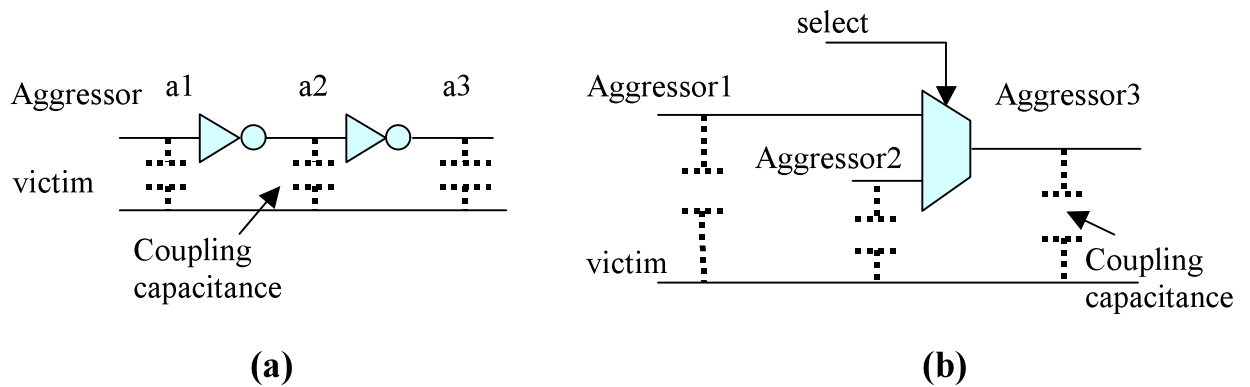 Aggressor a1 a2 a3
victim
Coupling
capacitance
(a)
select
Aggressor1
Aggressor3
Aggressor2
victim
Coupling
capacitance
(b)